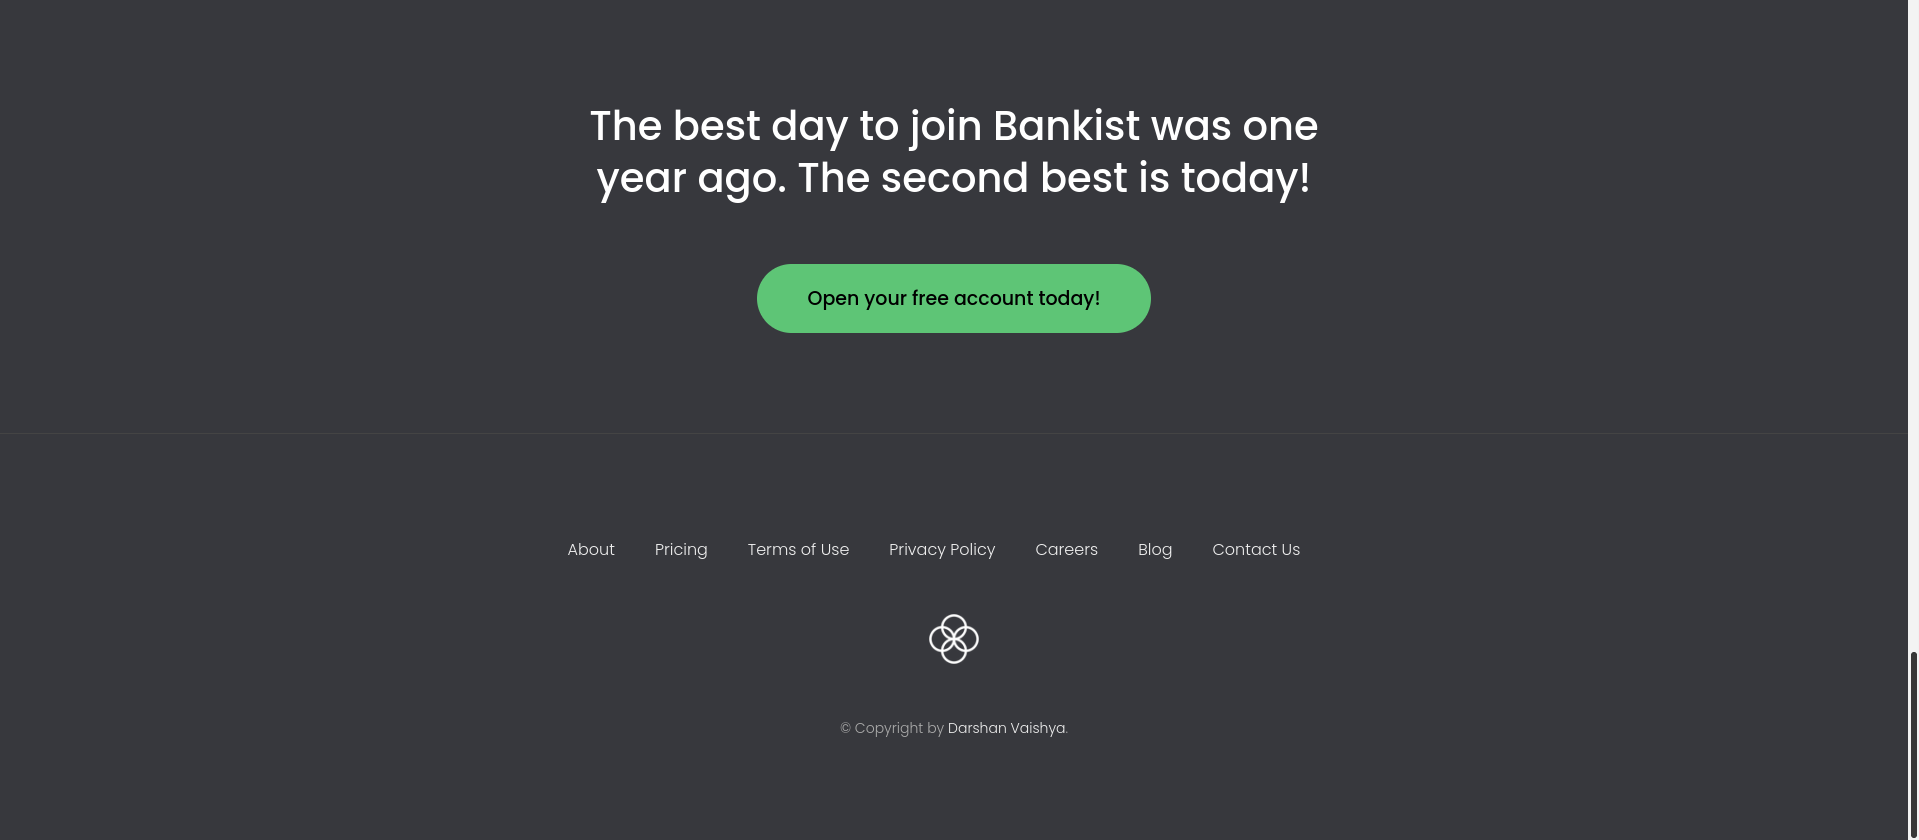 The best day to join Bankist was one
year ago. The second best is today!
Open your free account today!
About Pricing Terms of Use Privacy Policy Careers Blog Contact Us
© Copyright by Darshan Vaishya.